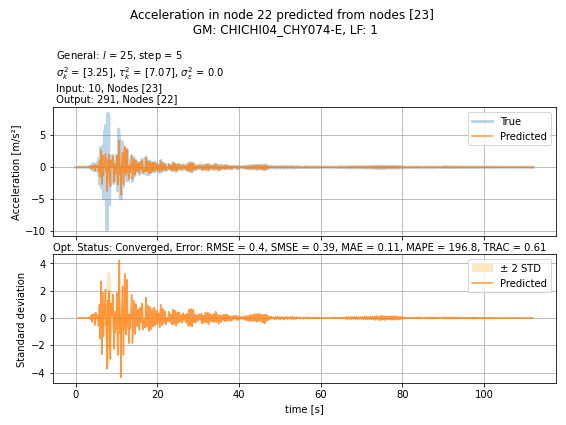 Acceleration in node 22 predicted from nodes [23]
GM: CHICHI04_CHY074-E, LF: 1
General: l = 25, step = 5
σ²ₖ = [3.25], τ²ₖ = [7.07], σ²ε = 0.0
Input: 10, Nodes [23]
Output: 291, Nodes [22]
True
Predicted
Acceleration [m/s²]
5
0
−5
−10
Opt. Status: Converged, Error: RMSE = 0.4, SMSE = 0.39, MAE = 0.11, MAPE = 196.8, TRAC = 0.61
± 2 STD
Predicted
Standard deviation
4
2
0
−2
−4
0 20 40 60 80 100
time [s]